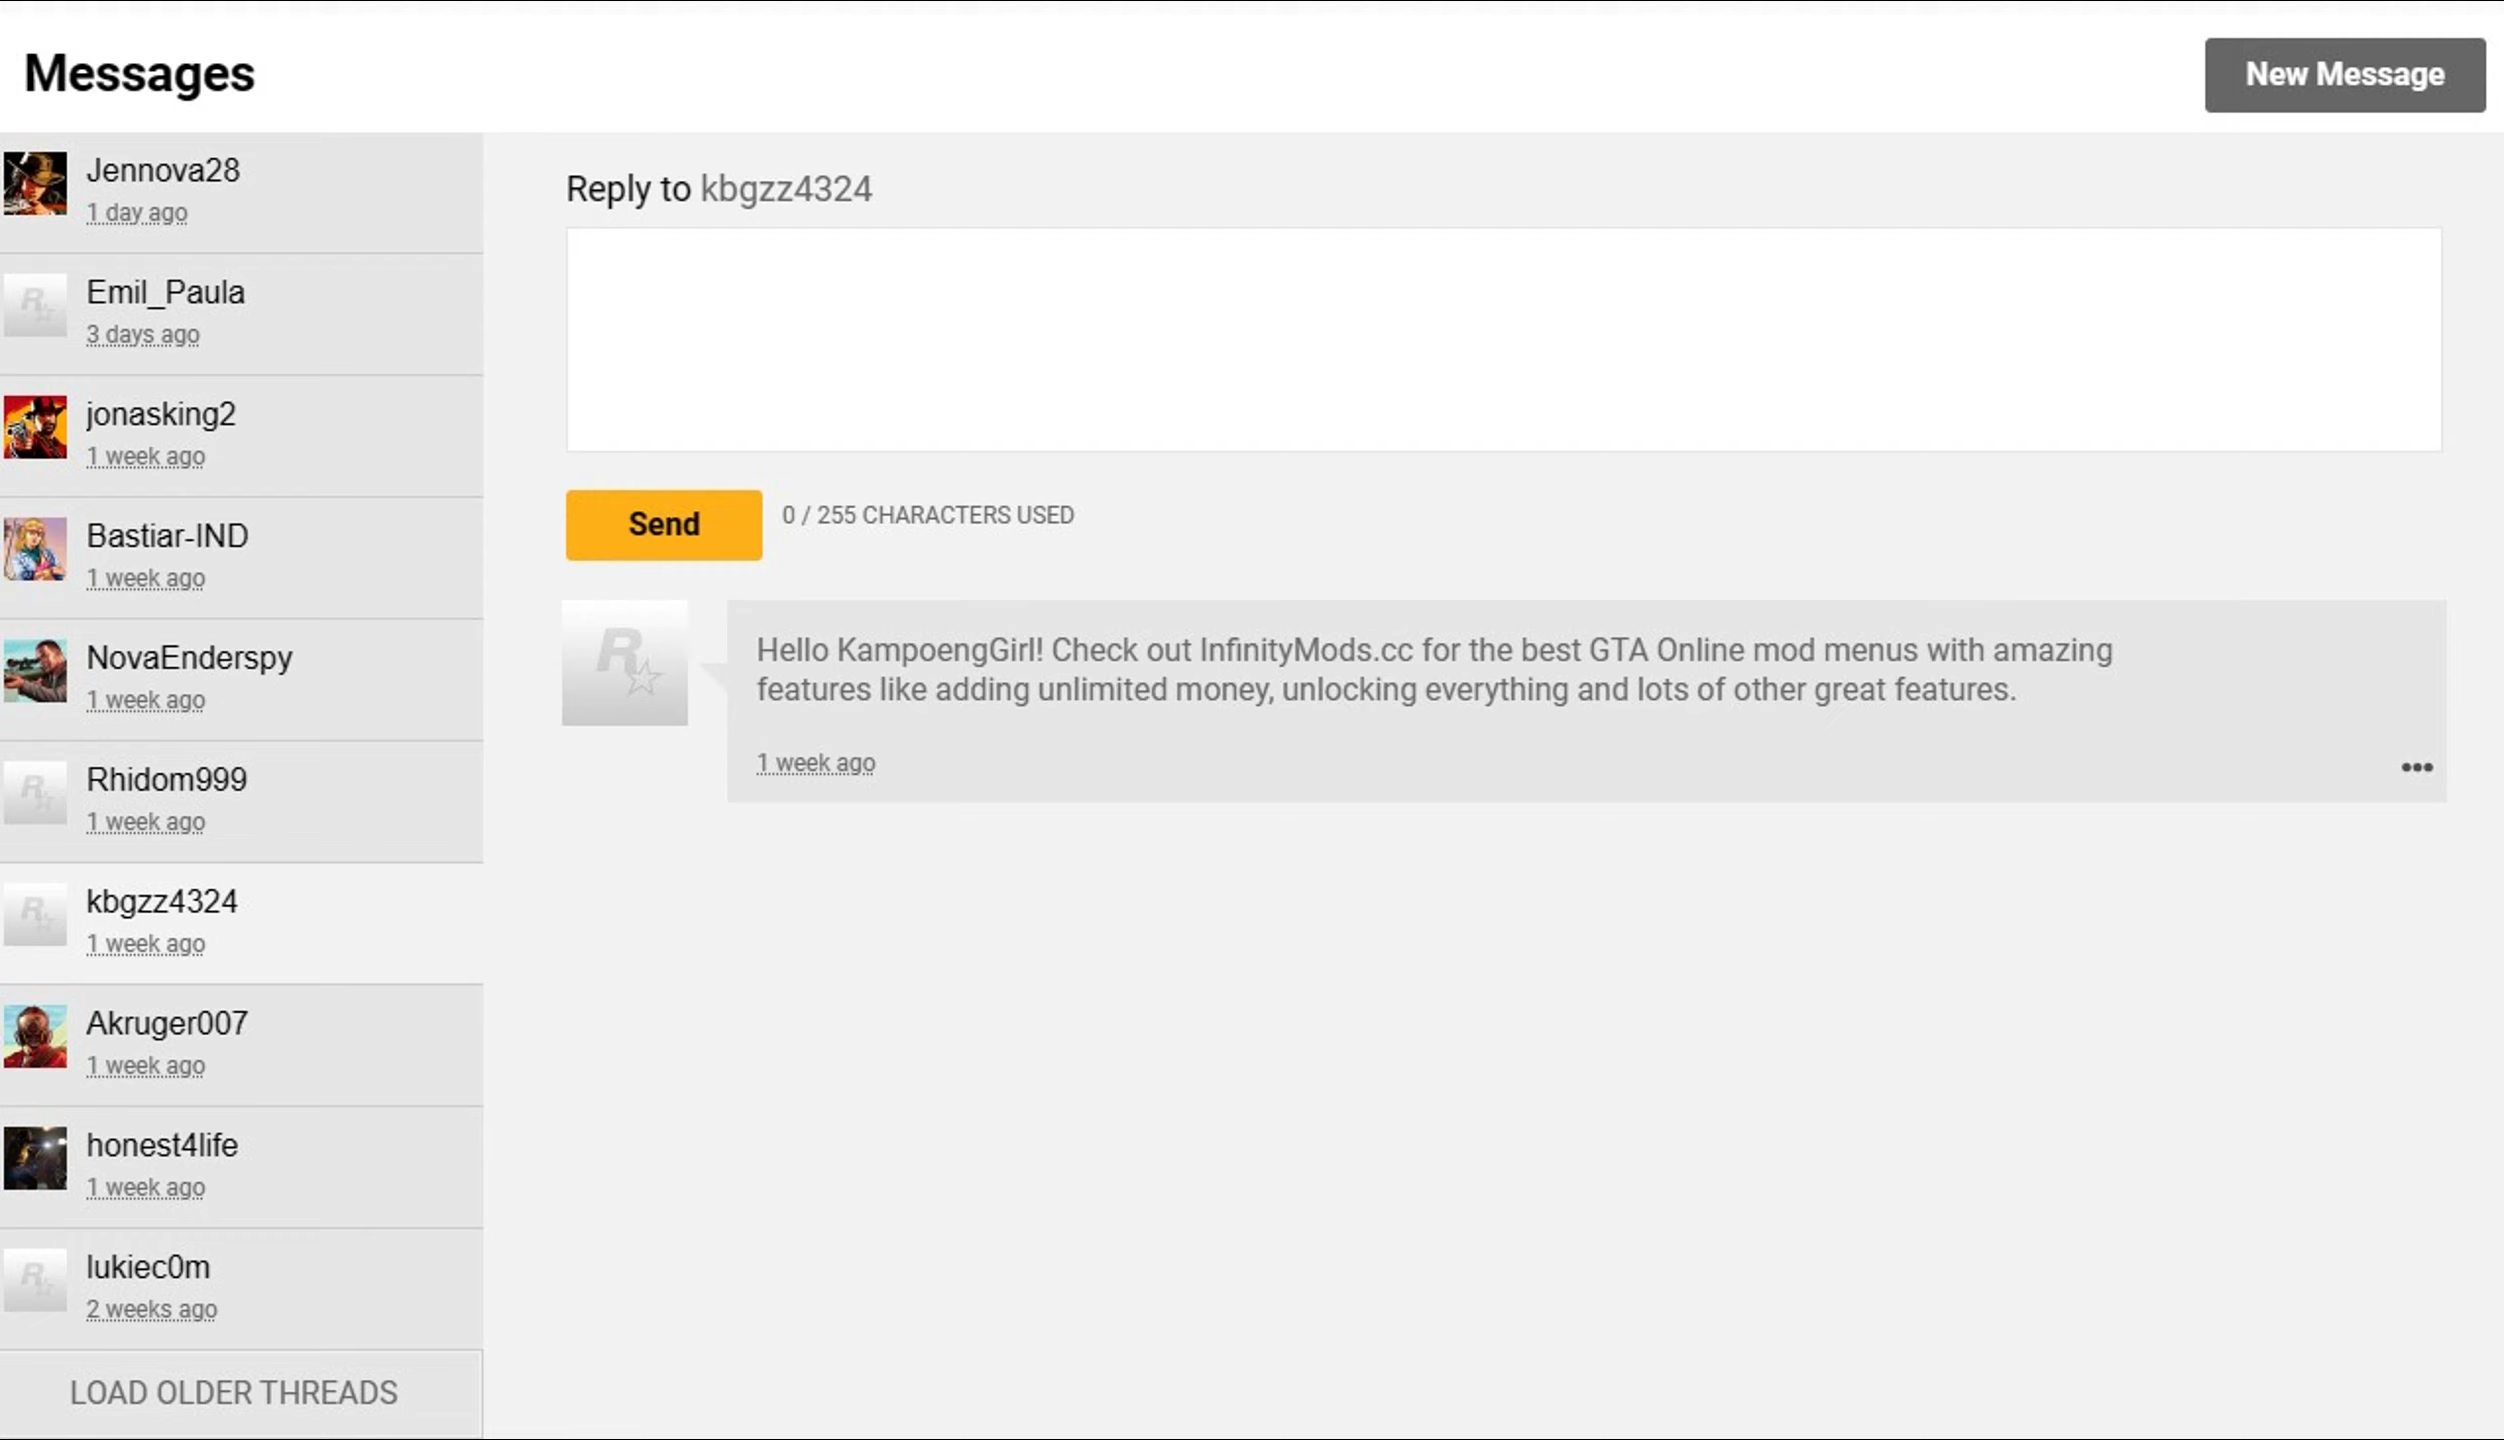 Messages
New Message
Jennova28
1 day ago
Emil_Paula
3 days ago
jonasking2
1 week ago
Bastiar-IND
1 week ago
NovaEnderspy
1 week ago
Rhidom999
1 week ago
kbgzz4324
1 week ago
Akruger007
1 week ago
honest4life
1 week ago
lukiec0m
2 weeks ago
LOAD OLDER THREADS
Reply to kbgzz4324
Send
0 / 255 CHARACTERS USED
Hello KampoengGirl! Check out InfinityMods.cc for the best GTA Online mod menus with amazing
features like adding unlimited money, unlocking everything and lots of other great features.
1 week ago